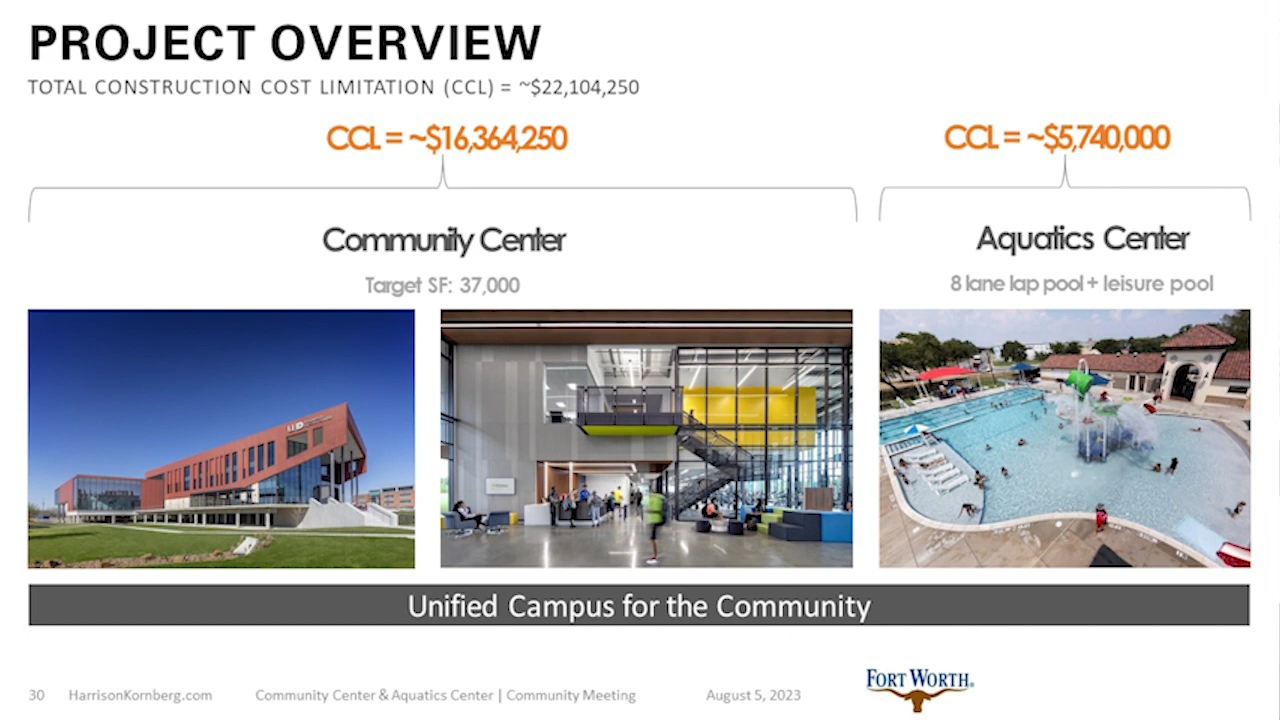 PROJECT OVERVIEW
TOTAL CONSTRUCTION COST LIMITATION (CCL) = ~$22,104,250
CCL = ~$16,364,250
CCL = ~$5,740,000
Community Center
Aquatics Center
Target SF: 37,000
8 lane lap pool + leisure pool
Unified Campus for the Community
30 HarrisonKornberg.com Community Center & Aquatics Center | Community Meeting August 5, 2023
FORT WORTH®